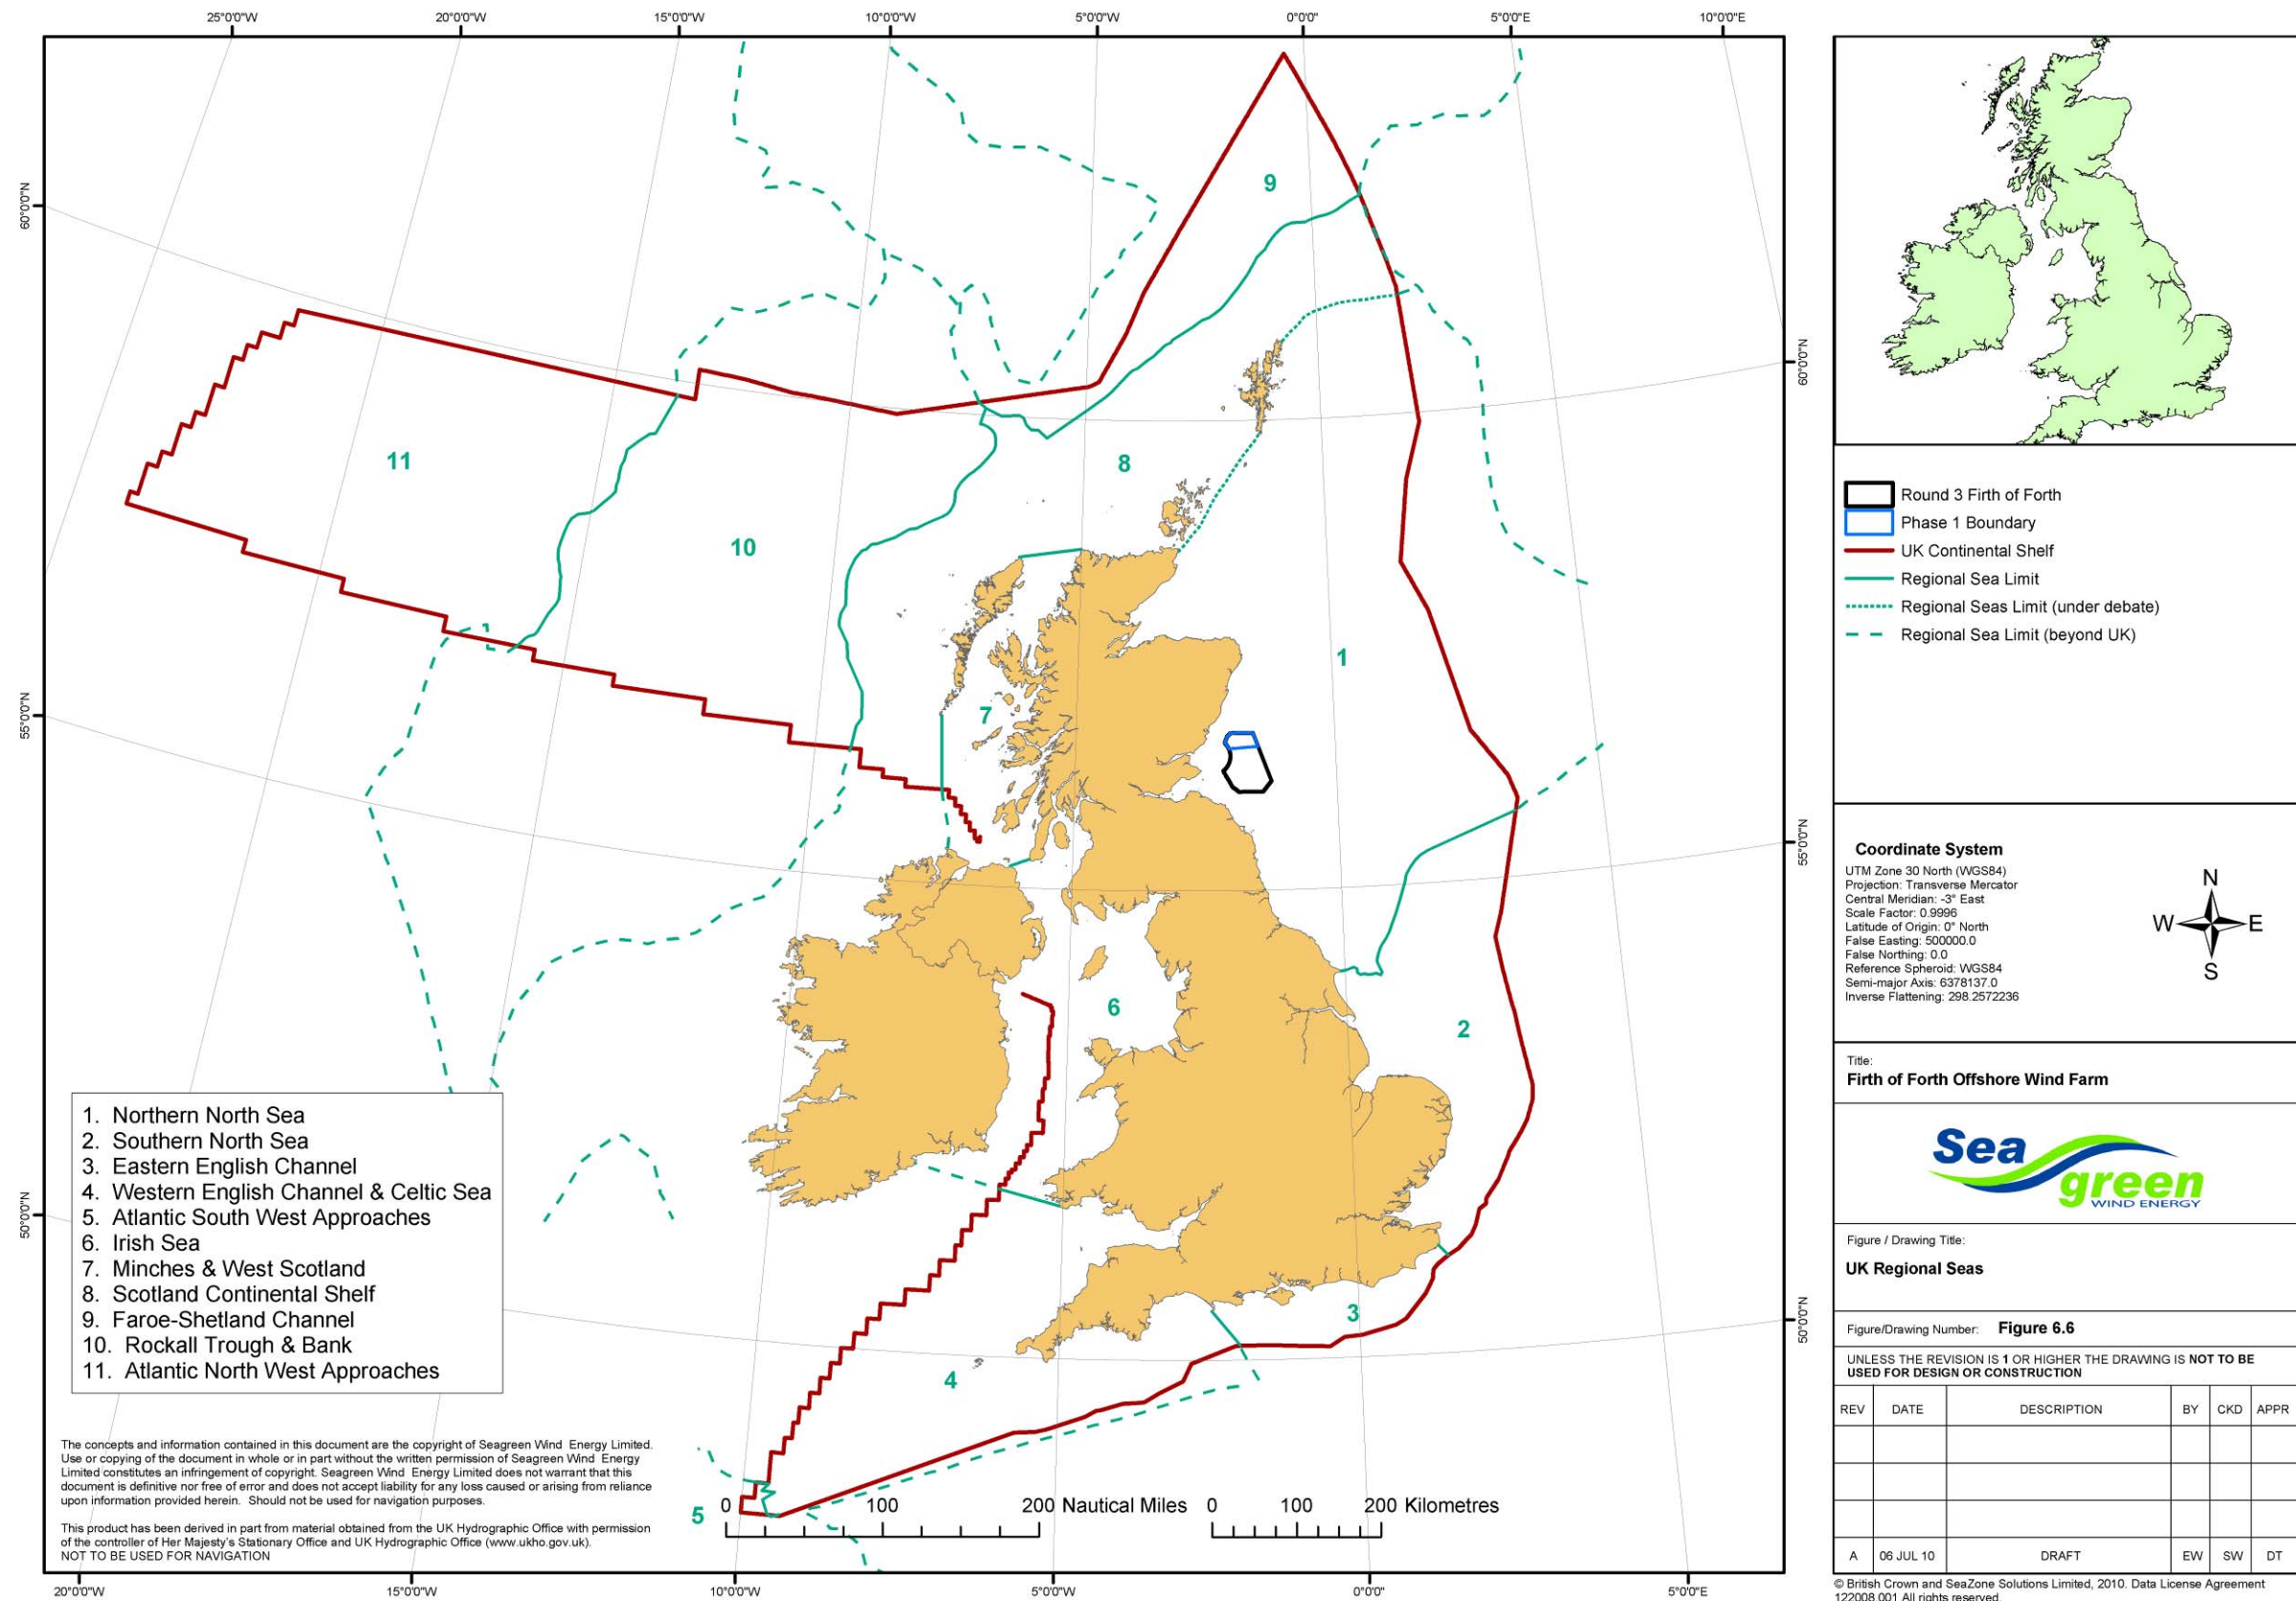 25°0'0"W 20°0'0"W 15°0'0"W 10°0'0"W 5°0'0"W 0°0'0" 5°0'0"E 10°0'0"E
60°0'0"N
55°0'0"N
50°0'0"N
60°0'0"N
55°0'0"N
50°0'0"N
9
11
8
10
1
7
6
2
3
4
5
1. Northern North Sea
2. Southern North Sea
3. Eastern English Channel
4. Western English Channel & Celtic Sea
5. Atlantic South West Approaches
6. Irish Sea
7. Minches & West Scotland
8. Scotland Continental Shelf
9. Faroe-Shetland Channel
10. Rockall Trough & Bank
11. Atlantic North West Approaches
The concepts and information contained in this document are the copyright of Seagreen Wind Energy Limited.
Use or copying of the document in whole or in part without the written permission of Seagreen Wind Energy
Limited constitutes an infringement of copyright. Seagreen Wind Energy Limited does not warrant that this
document is definitive nor free of error and does not accept liability for any loss caused or arising from reliance
upon information provided herein. Should not be used for navigation purposes.
This product has been derived in part from material obtained from the UK Hydrographic Office with permission
of the controller of Her Majesty's Stationary Office and UK Hydrographic Office (www.ukho.gov.uk).
NOT TO BE USED FOR NAVIGATION
0 100 200 Nautical Miles
0 100 200 Kilometres
20°0'0"W 15°0'0"W 10°0'0"W 5°0'0"W 0°0'0" 5°0'0"E
Round 3 Firth of Forth
Phase 1 Boundary
UK Continental Shelf
Regional Sea Limit
Regional Seas Limit (under debate)
Regional Sea Limit (beyond UK)
Coordinate System
UTM Zone 30 North (WGS84)
Projection: Transverse Mercator
Central Meridian: -3° East
Scale Factor: 0.9996
Latitude of Origin: 0° North
False Easting: 500000.0
False Northing: 0.0
Reference Spheroid: WGS84
Semi-major Axis: 6378137.0
Inverse Flattening: 298.2572236
N
W E
S
Title:
Firth of Forth Offshore Wind Farm
Sea
green
WIND ENERGY
Figure / Drawing Title:
UK Regional Seas
Figure/Drawing Number: Figure 6.6
UNLESS THE REVISION IS 1 OR HIGHER THE DRAWING IS NOT TO BE
USED FOR DESIGN OR CONSTRUCTION
REV DATE DESCRIPTION BY CKD APPR
A 06 JUL 10 DRAFT EW SW DT
© British Crown and SeaZone Solutions Limited, 2010. Data License Agreement
122008.001 All rights reserved.